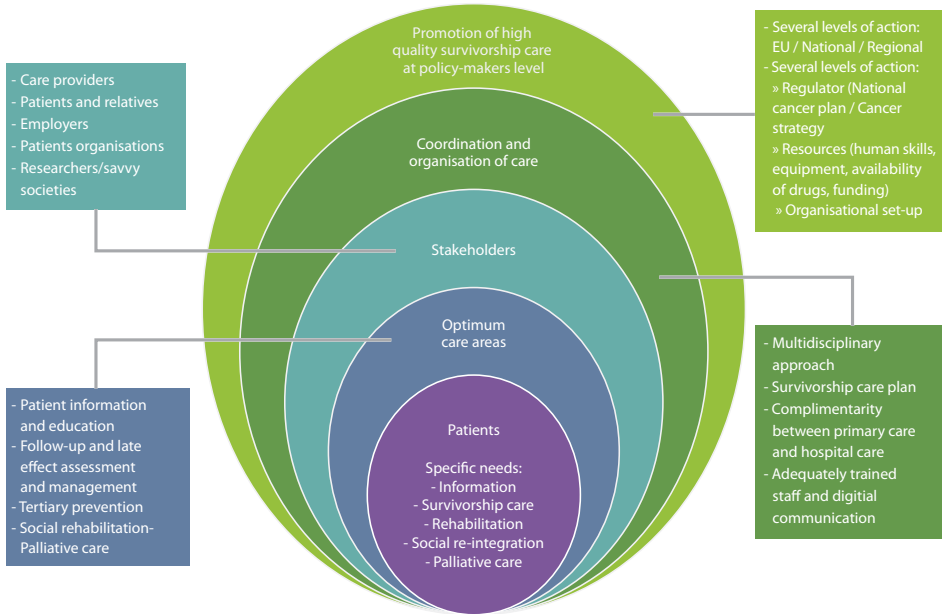 Promotion of high
quality survivorship care
at policy-makers level
Coordination and
organisation of care
Stakeholders
Optimum
care areas
Patients
Specific needs:
- Information
- Survivorship care
- Rehabilitation
- Social re-integration
- Palliative care
- Care providers
- Patients and relatives
- Employers
- Patients organisations
- Researchers/savvy
societies
- Patient information
and education
- Follow-up and late
effect assessment
and management
- Tertiary prevention
- Social rehabilitation-
Palliative care
- Several levels of action:
EU / National / Regional
- Several levels of action:
» Regulator (National
cancer plan / Cancer
strategy
» Resources (human skills,
equipment, availability
of drugs, funding)
» Organisational set-up
- Multidisciplinary
approach
- Survivorship care plan
- Complimentarity
between primary care
and hospital care
- Adequately trained
staff and digitial
communication